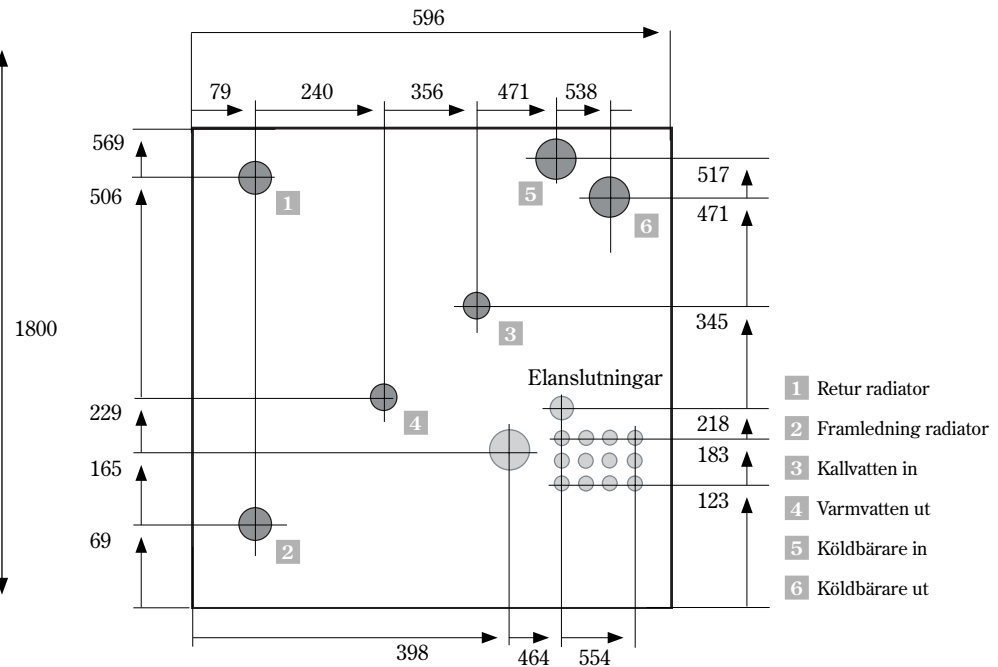 596
79 240 356 471 538
569
506
1
5
517
471
6
1800
3
345
Elanslutningar
229
4
218
183
165
123
69
2
398
464
554
1 Retur radiator
2 Framledning radiator
3 Kallvatten in
4 Varmvatten ut
5 Köldbärare in
6 Köldbärare ut